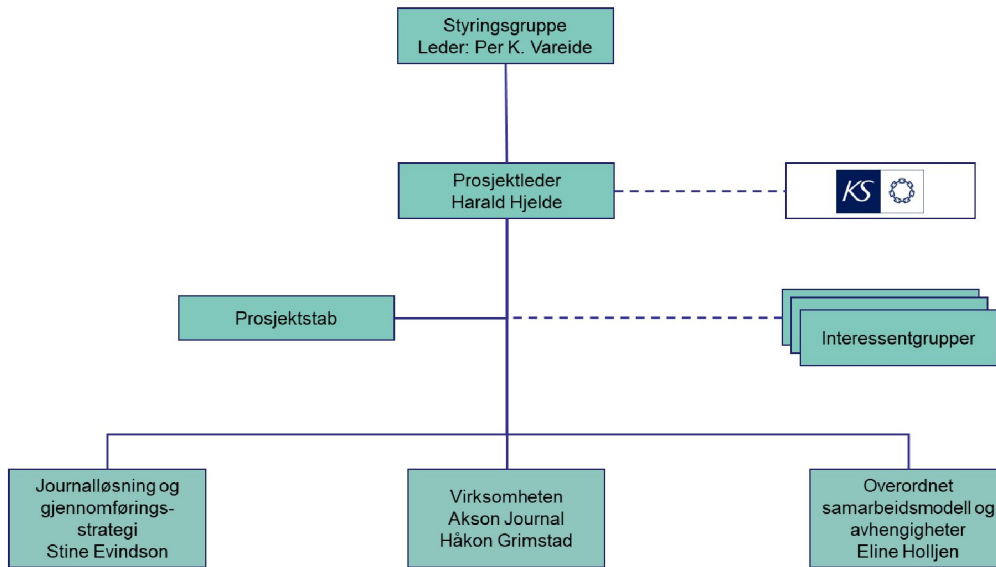 Styringsgruppe
Leder: Per K. Vareide
Prosjektleder
Harald Hjelde
KS
Prosjektstab
Interessentgrupper
Journalløsning og
gjennomførings-
strategi
Stine Evindson
Virksomheten
Akson Journal
Håkon Grimstad
Overordnet
samarbeidsmodell og
avhengigheter
Eline Holljen